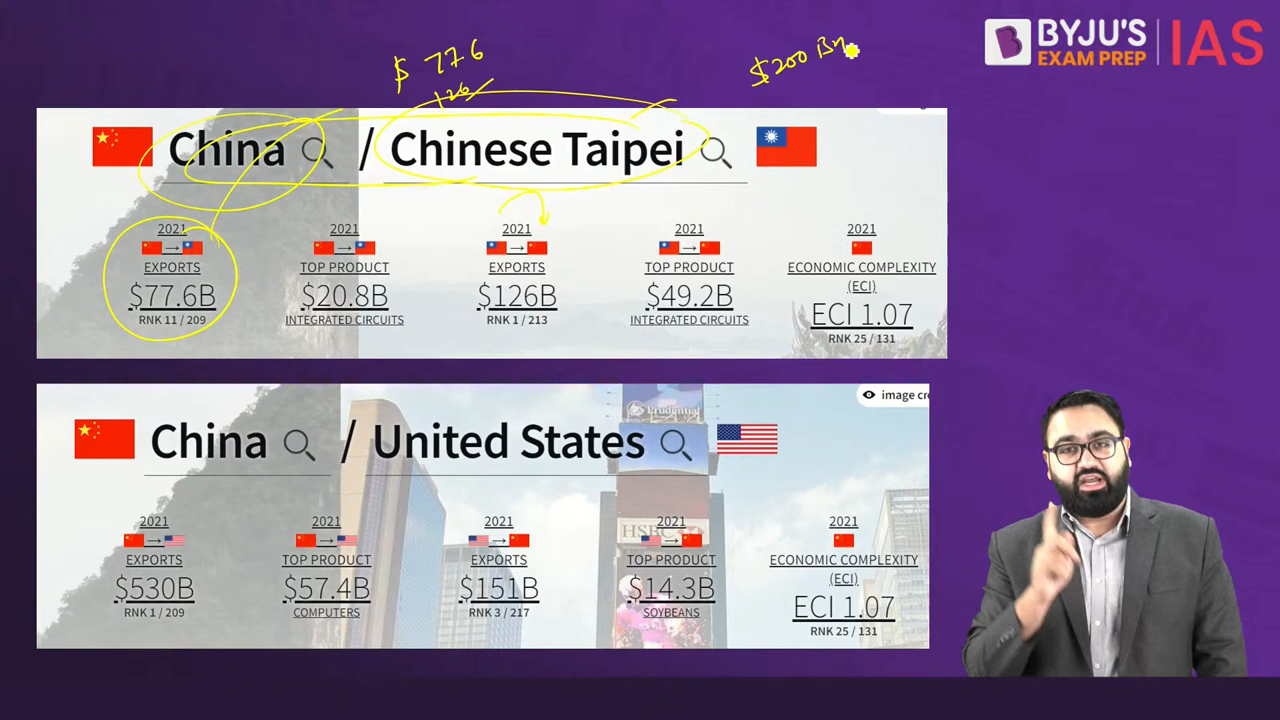 BYJU'S
EXAM PREP
IAS
$ 77.6
126
$200 Bn
China / Chinese Taipei
2021
→
EXPORTS
$77.6B
RNK 11 / 209
2021
→
TOP PRODUCT
$20.8B
INTEGRATED CIRCUITS
2021
→
EXPORTS
$126B
RNK 1 / 213
2021
→
TOP PRODUCT
$49.2B
INTEGRATED CIRCUITS
2021
ECONOMIC COMPLEXITY
(ECI)
ECI 1.07
RNK 25 / 131
image cr
China / United States
Prudential
HSBC
2021
→
EXPORTS
$530B
RNK 1 / 209
2021
→
TOP PRODUCT
$57.4B
COMPUTERS
2021
→
EXPORTS
$151B
RNK 3 / 217
2021
→
TOP PRODUCT
$14.3B
SOYBEANS
2021
ECONOMIC COMPLEXITY
(ECI)
ECI 1.07
RNK 25 / 131